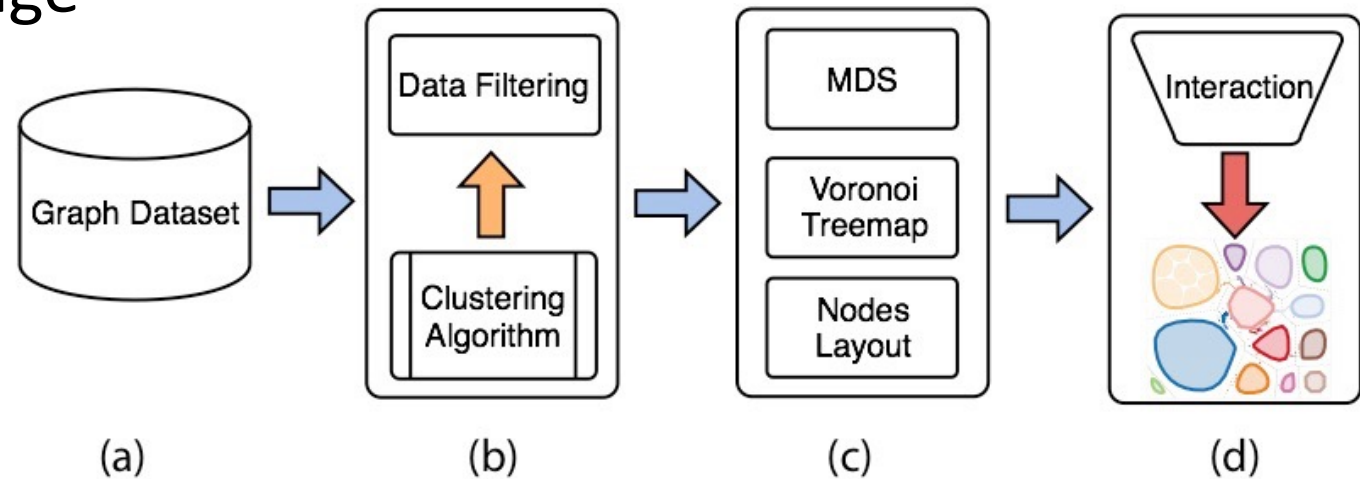 Graph Dataset
Data Filtering
Clustering
Algorithm
MDS
Voronoi
Treemap
Nodes
Layout
Interaction
(a)
(b)
(c)
(d)